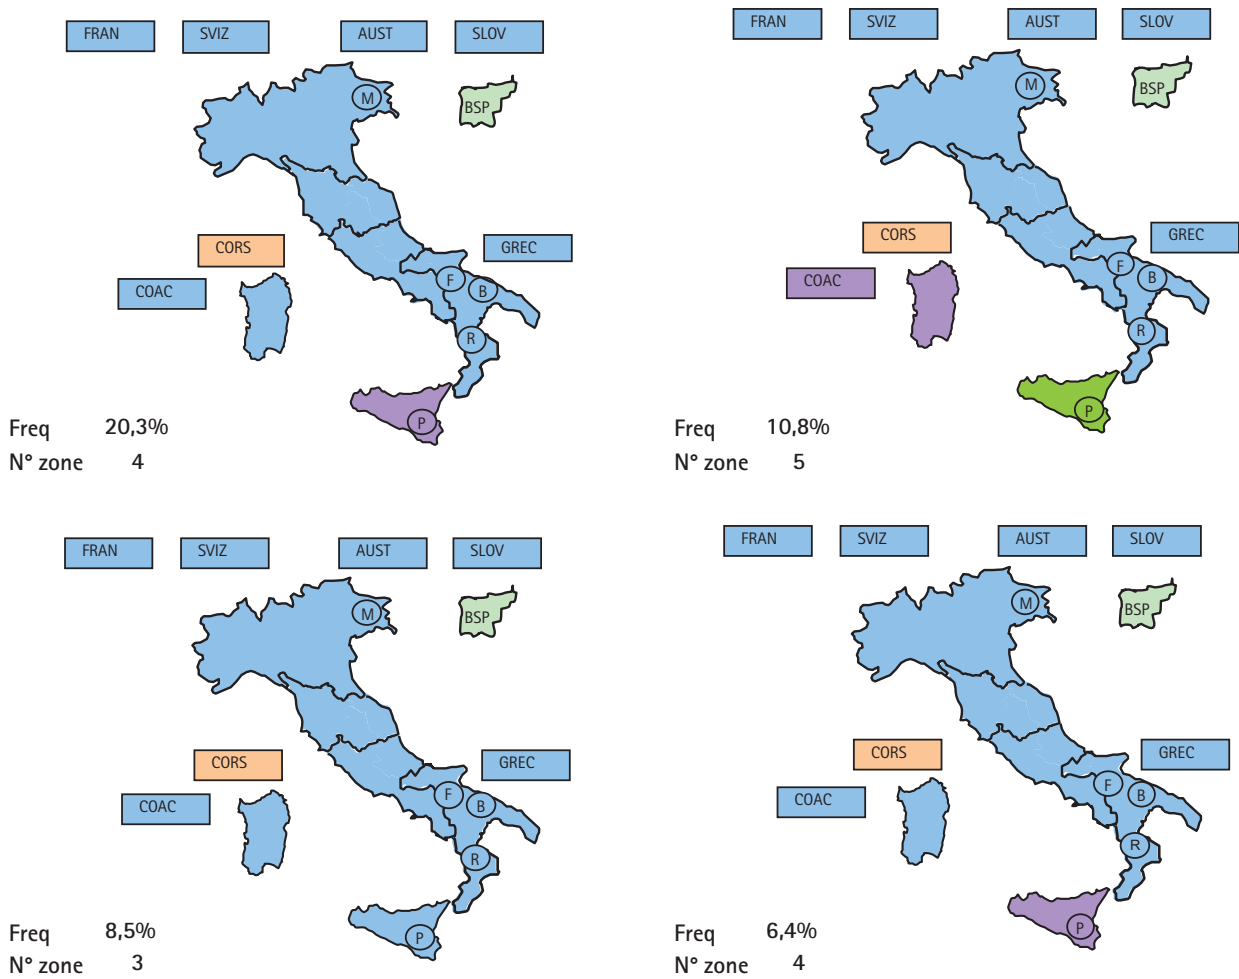 FRAN SVIZ AUST SLOV
M
BSP
CORS
GREC
COAC
F
B
R
P
Freq 20,3%
N° zone 4
FRAN SVIZ AUST SLOV
M
BSP
CORS
GREC
COAC
F
B
R
P
Freq 10,8%
N° zone 5
FRAN SVIZ AUST SLOV
M
BSP
CORS
GREC
COAC
F
B
R
P
Freq 8,5%
N° zone 3
FRAN SVIZ AUST SLOV
M
BSP
CORS
GREC
COAC
F
B
R
P
Freq 6,4%
N° zone 4